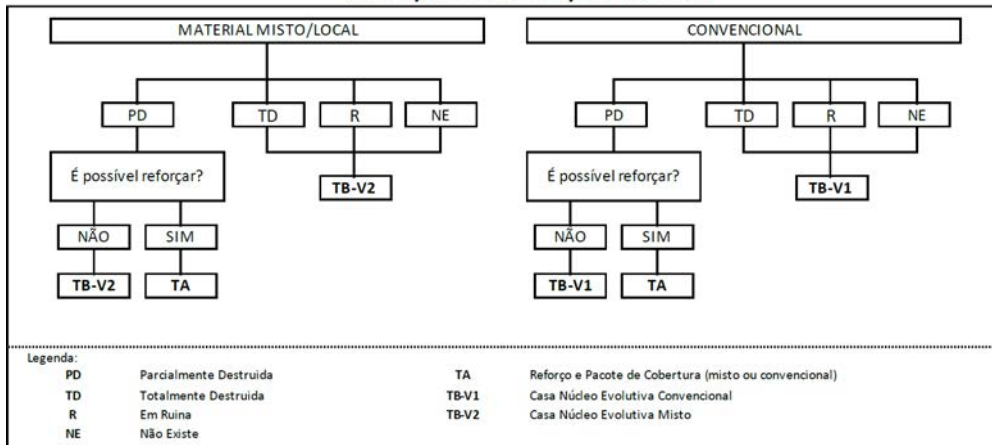 MATERIAL MISTO/LOCAL
PD TD R NE
É possível reforçar?
TB-V2
NÃO SIM
TB-V2 TA
CONVENCIONAL
PD TD R NE
É possível reforçar?
TB-V1
NÃO SIM
TB-V1 TA
Legenda:
PD Parcialmente Destruida
TD Totalmente Destruida
R Em Ruina
NE Não Existe
TA Reforço e Pacote de Cobertura (misto ou convencional)
TB-V1 Casa Núcleo Evolutiva Convencional
TB-V2 Casa Núcleo Evolutiva Misto